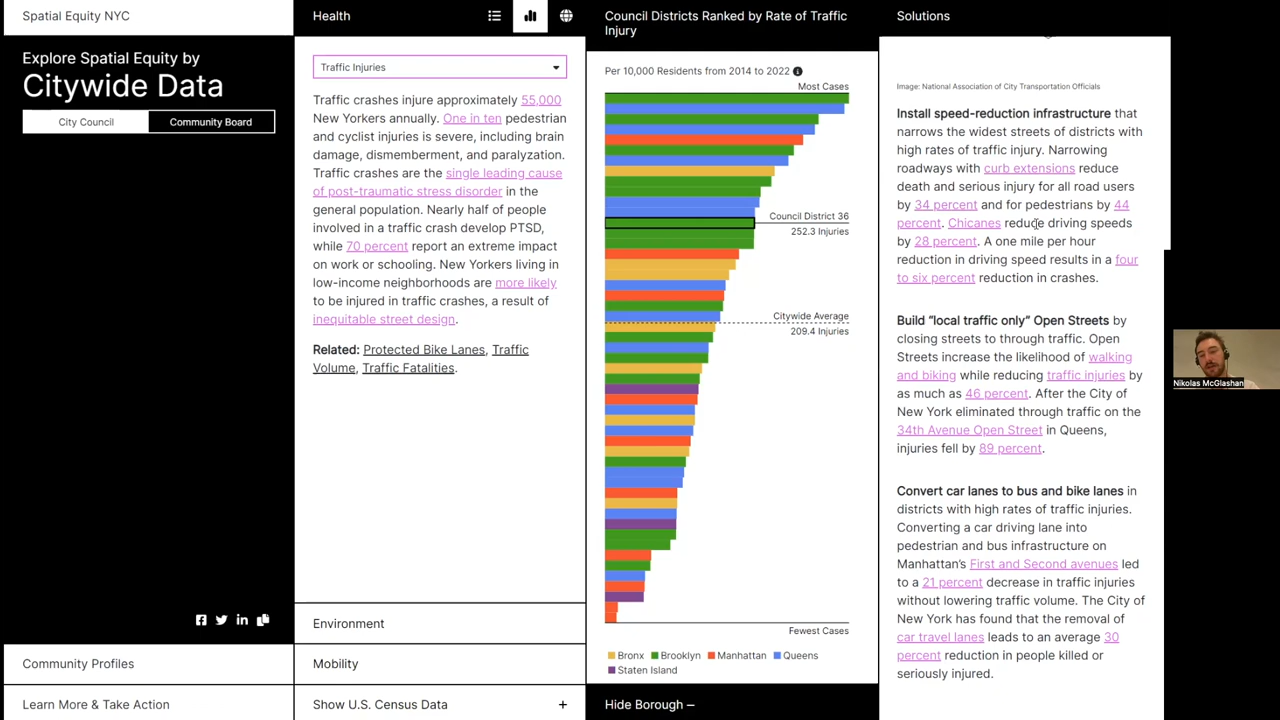 Spatial Equity NYC
Explore Spatial Equity by
Citywide Data
City Council
Community Board
Community Profiles
Learn More & Take Action
Health
Traffic Injuries
Traffic crashes injure approximately 55,000
New Yorkers annually. One in ten pedestrian
and cyclist injuries is severe, including brain
damage, dismemberment, and paralyzation.
Traffic crashes are the single leading cause
of post-traumatic stress disorder in the
general population. Nearly half of people
involved in a traffic crash develop PTSD,
while 70 percent report an extreme impact
on work or schooling. New Yorkers living in
low-income neighborhoods are more likely
to be injured in traffic crashes, a result of
inequitable street design.
Related: Protected Bike Lanes, Traffic
Volume, Traffic Fatalities.
Environment
Mobility
Show U.S. Census Data +
Council Districts Ranked by Rate of Traffic
Injury
Per 10,000 Residents from 2014 to 2022
Most Cases
Council District 36
252.3 Injuries
Citywide Average
209.4 Injuries
Fewest Cases
Bronx Brooklyn Manhattan Queens
Staten Island
Hide Borough –
Solutions
Image: National Association of City Transportation Officials
Install speed-reduction infrastructure that
narrows the widest streets of districts with
high rates of traffic injury. Narrowing
roadways with curb extensions reduce
death and serious injury for all road users
by 34 percent and for pedestrians by 44
percent. Chicanes reduce driving speeds
by 28 percent. A one mile per hour
reduction in driving speed results in a four
to six percent reduction in crashes.
Build “local traffic only” Open Streets by
closing streets to through traffic. Open
Streets increase the likelihood of walking
and biking while reducing traffic injuries by
as much as 46 percent. After the City of
New York eliminated through traffic on the
34th Avenue Open Street in Queens,
injuries fell by 89 percent.
Convert car lanes to bus and bike lanes in
districts with high rates of traffic injuries.
Converting a car driving lane into
pedestrian and bus infrastructure on
Manhattan’s First and Second avenues led
to a 21 percent decrease in traffic injuries
without lowering traffic volume. The City of
New York has found that the removal of
car travel lanes leads to an average 30
percent reduction in people killed or
seriously injured.
Nikolas McGlashan